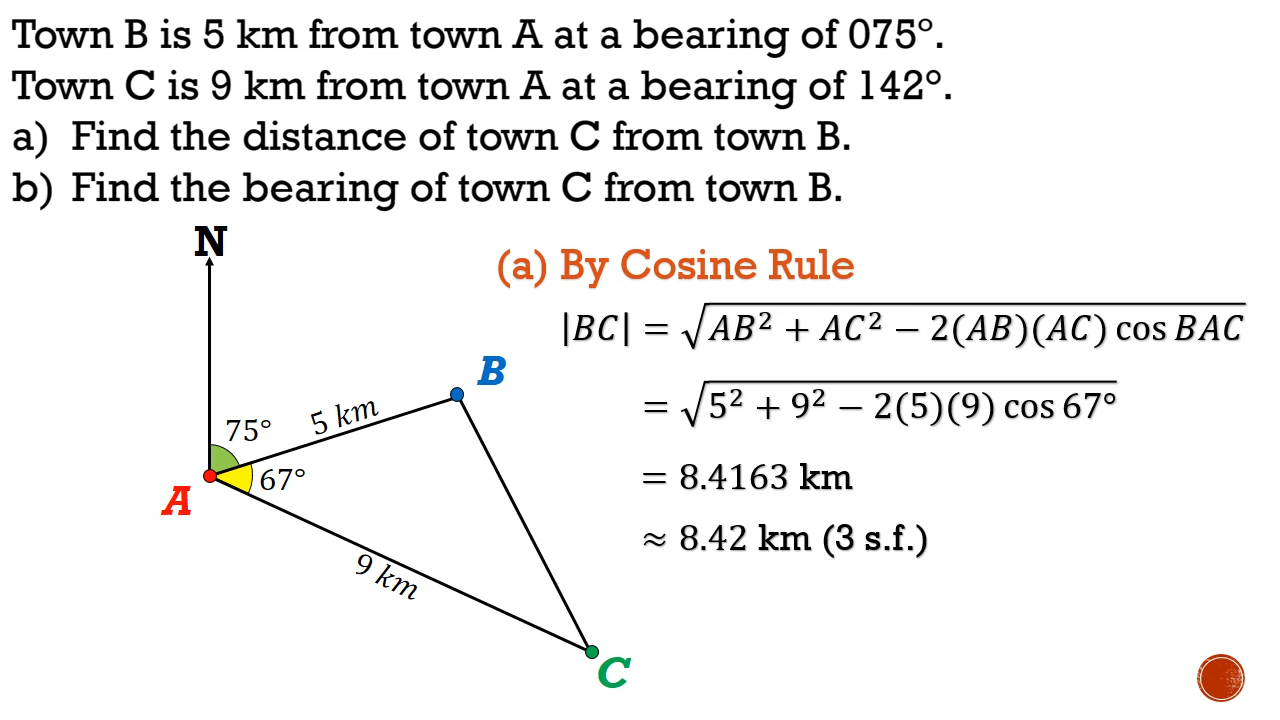 Town B is 5 km from town A at a bearing of 075°.
Town C is 9 km from town A at a bearing of 142°.
a) Find the distance of town C from town B.
b) Find the bearing of town C from town B.
N
(a) By Cosine Rule
|BC| = √(AB² + AC² − 2(AB)(AC) cos BAC)
B
5 km
= √(5² + 9² − 2(5)(9) cos 67°)
75°
67°
= 8.4163 km
A
≈ 8.42 km (3 s.f.)
9 km
C